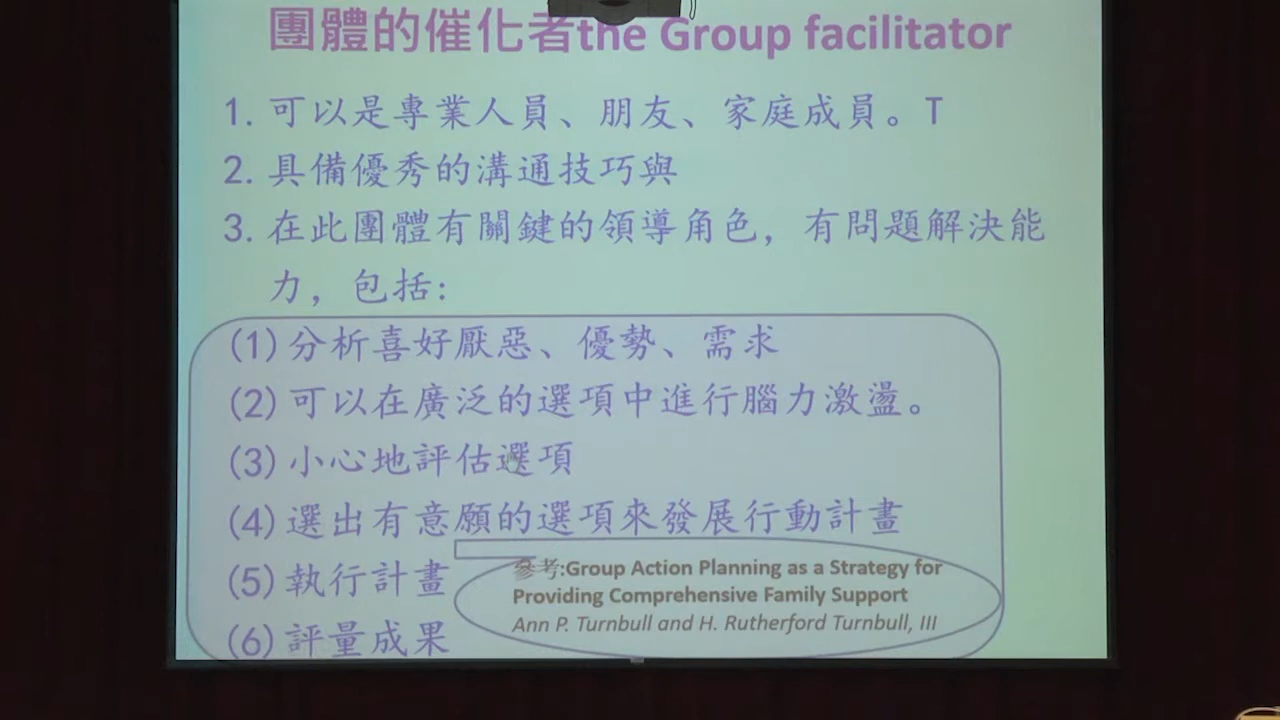 團體的催化者the Group facilitator
1. 可以是專業人員、朋友、家庭成員。T
2. 具備優秀的溝通技巧與
3. 在此團體有關鍵的領導角色，有問題解決能
力，包括:
(1) 分析喜好厭惡、優勢、需求
(2) 可以在廣泛的選項中進行腦力激盪。
(3) 小心地評估選項
(4) 選出有意願的選項來發展行動計畫
(5) 執行計畫
(6) 評量成果
參考:Group Action Planning as a Strategy for
Providing Comprehensive Family Support
Ann P. Turnbull and H. Rutherford Turnbull, III